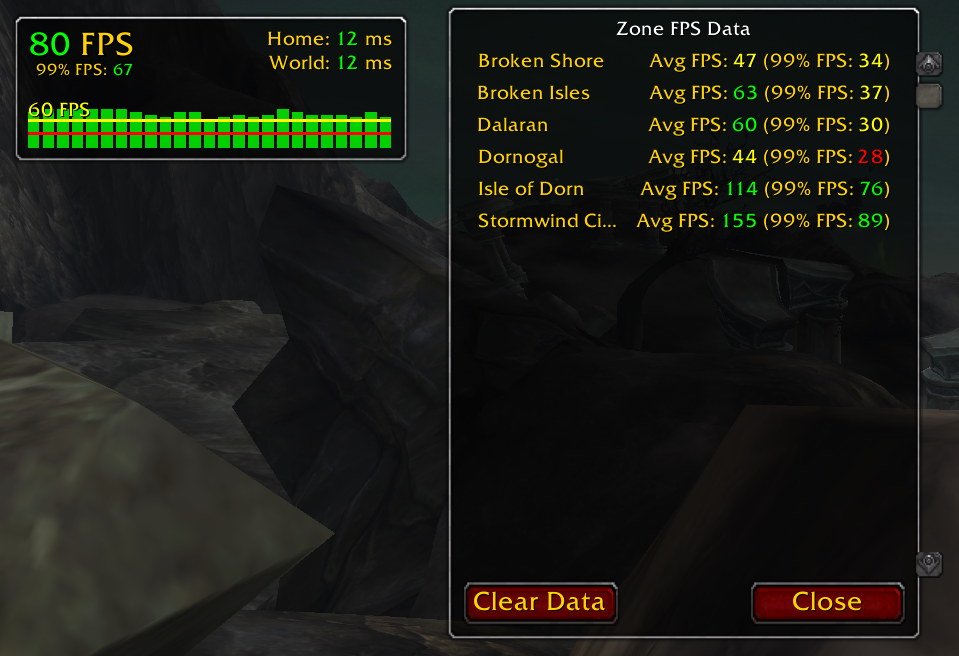 80 FPS
99% FPS: 67
Home: 12 ms
World: 12 ms
60 FPS
Zone FPS Data
Broken Shore Avg FPS: 47 (99% FPS: 34)
Broken Isles Avg FPS: 63 (99% FPS: 37)
Dalaran Avg FPS: 60 (99% FPS: 30)
Dornogal Avg FPS: 44 (99% FPS: 28)
Isle of Dorn Avg FPS: 114 (99% FPS: 76)
Stormwind Ci... Avg FPS: 155 (99% FPS: 89)
Clear Data
Close